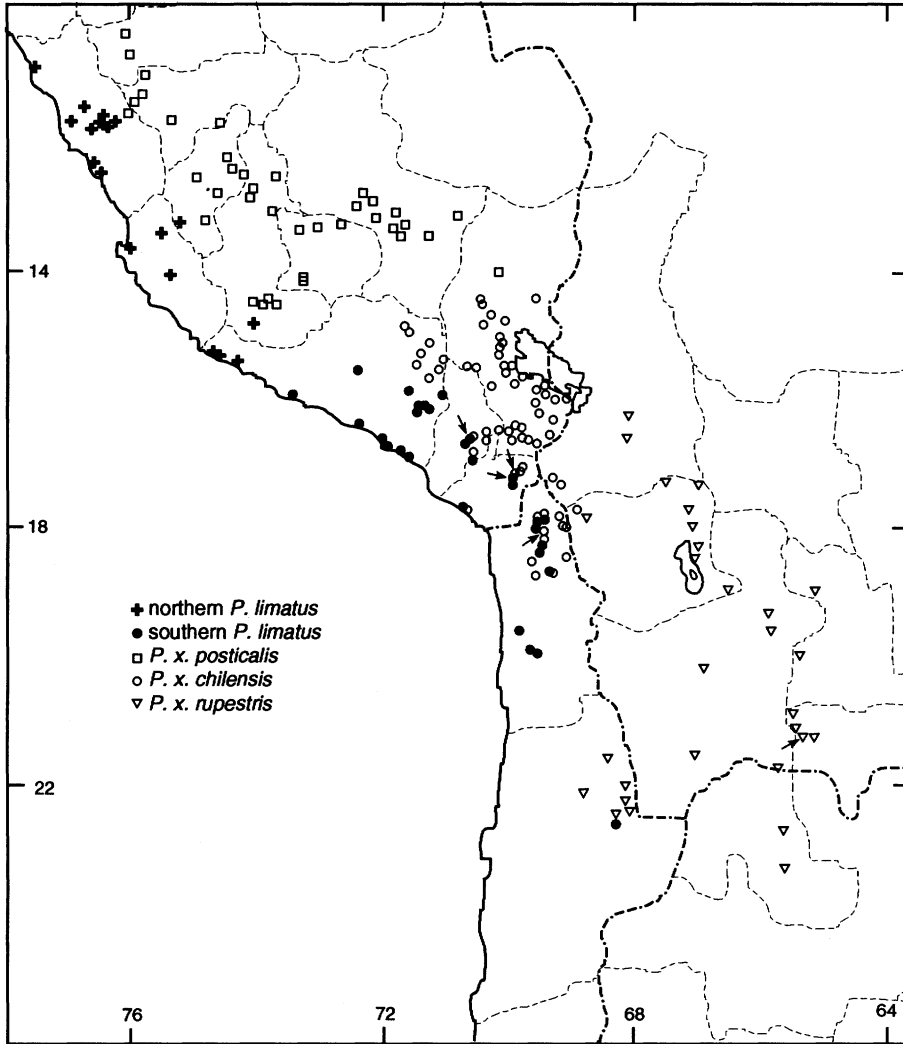 14
18
northern P. limatus
southern P. limatus
P. x. posticalis
P. x. chilensis
P. x. rupestris
22
76
72
68
64